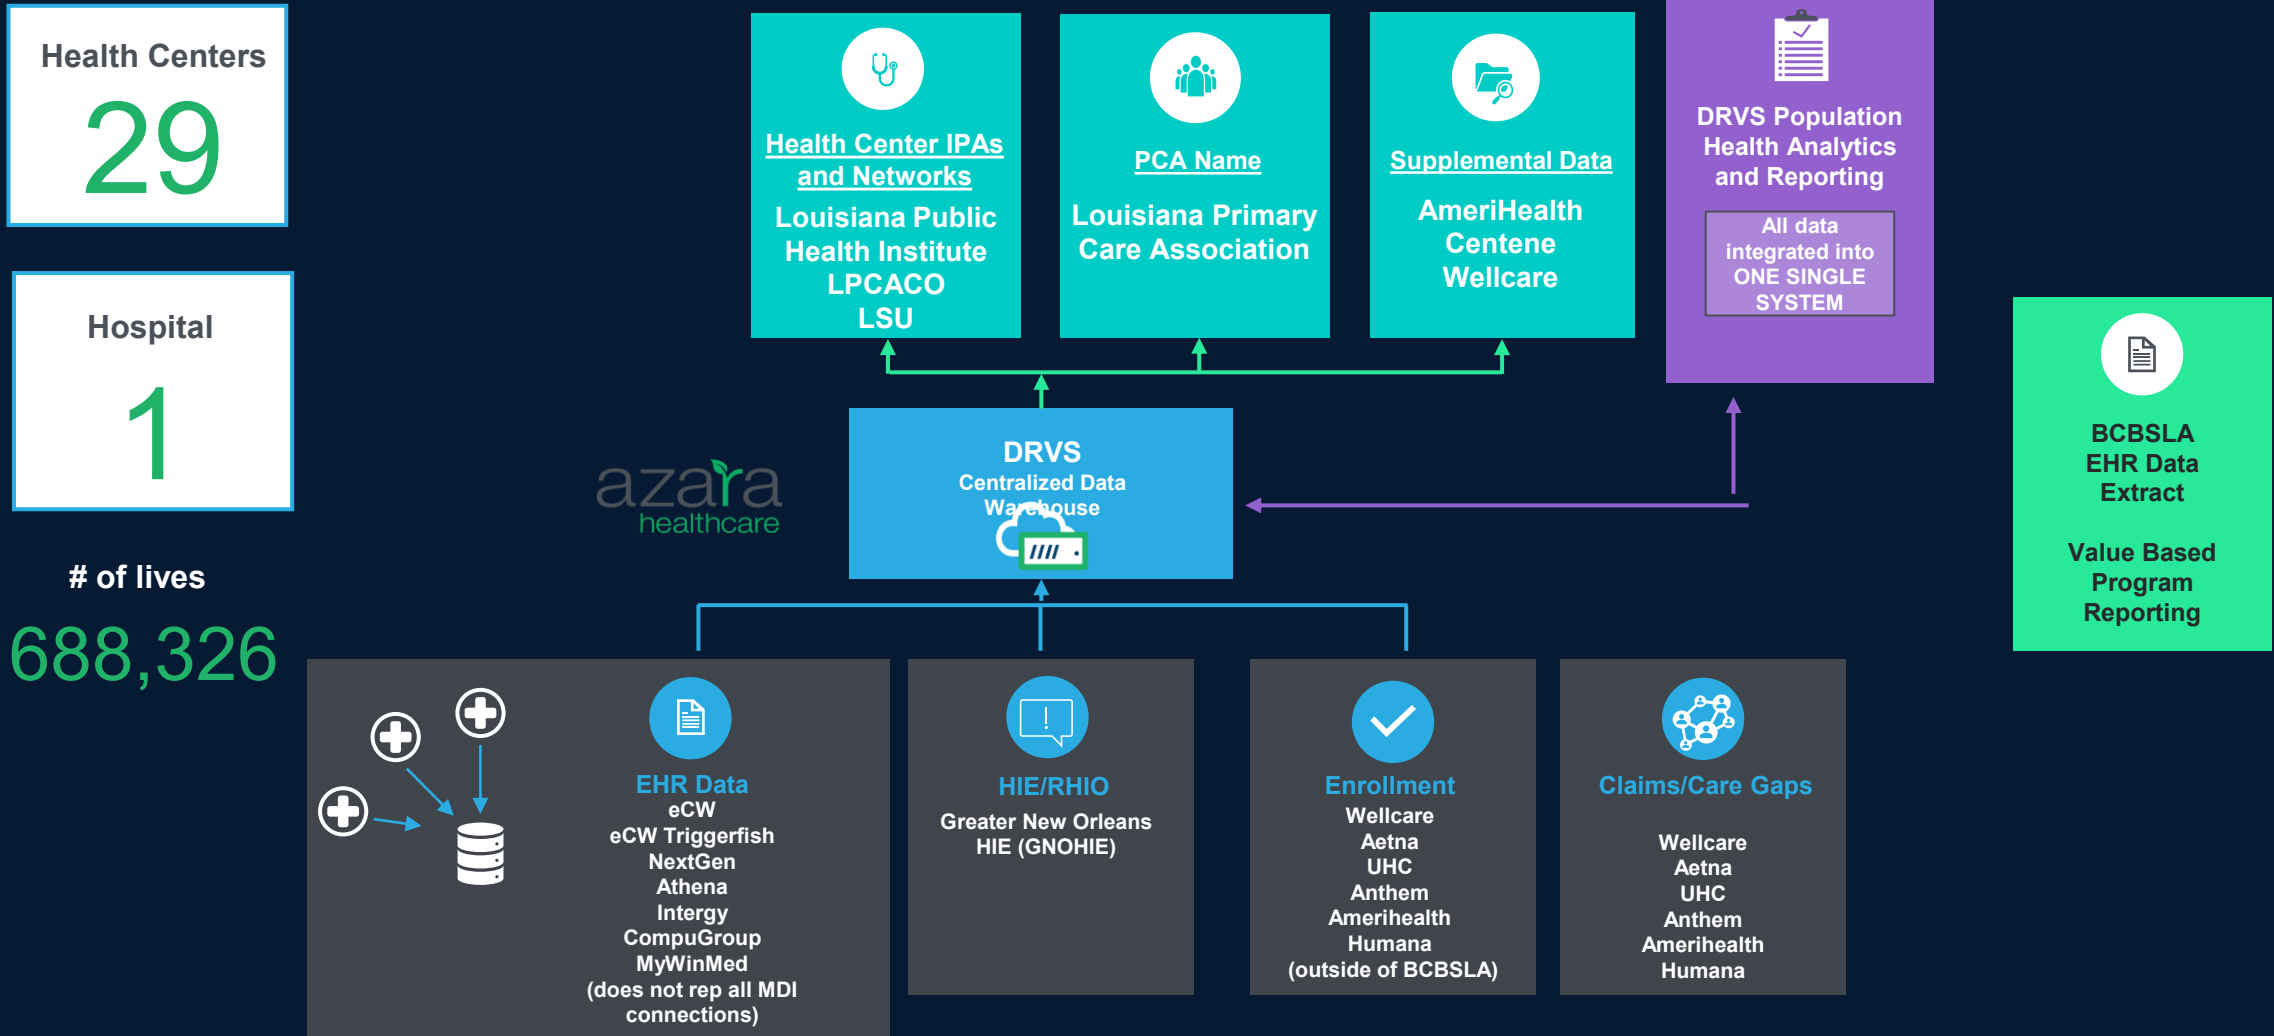 Health Centers
29
Hospital
1
# of lives
688,326
Health Center IPAs
and Networks
Louisiana Public
Health Institute
LPCACO
LSU
PCA Name
Louisiana Primary
Care Association
Supplemental Data
AmeriHealth
Centene
Wellcare
DRVS Population
Health Analytics
and Reporting
All data
integrated into
ONE SINGLE
SYSTEM
BCBSLA
EHR Data
Extract
Value Based
Program
Reporting
azara
healthcare
DRVS
Centralized Data
Warehouse
EHR Data
eCW
eCW Triggerfish
NextGen
Athena
Intergy
CompuGroup
MyWinMed
(does not rep all MDI
connections)
HIE/RHIO
Greater New Orleans
HIE (GNOHIE)
Enrollment
Wellcare
Aetna
UHC
Anthem
Amerihealth
Humana
(outside of BCBSLA)
Claims/Care Gaps
Wellcare
Aetna
UHC
Anthem
Amerihealth
Humana